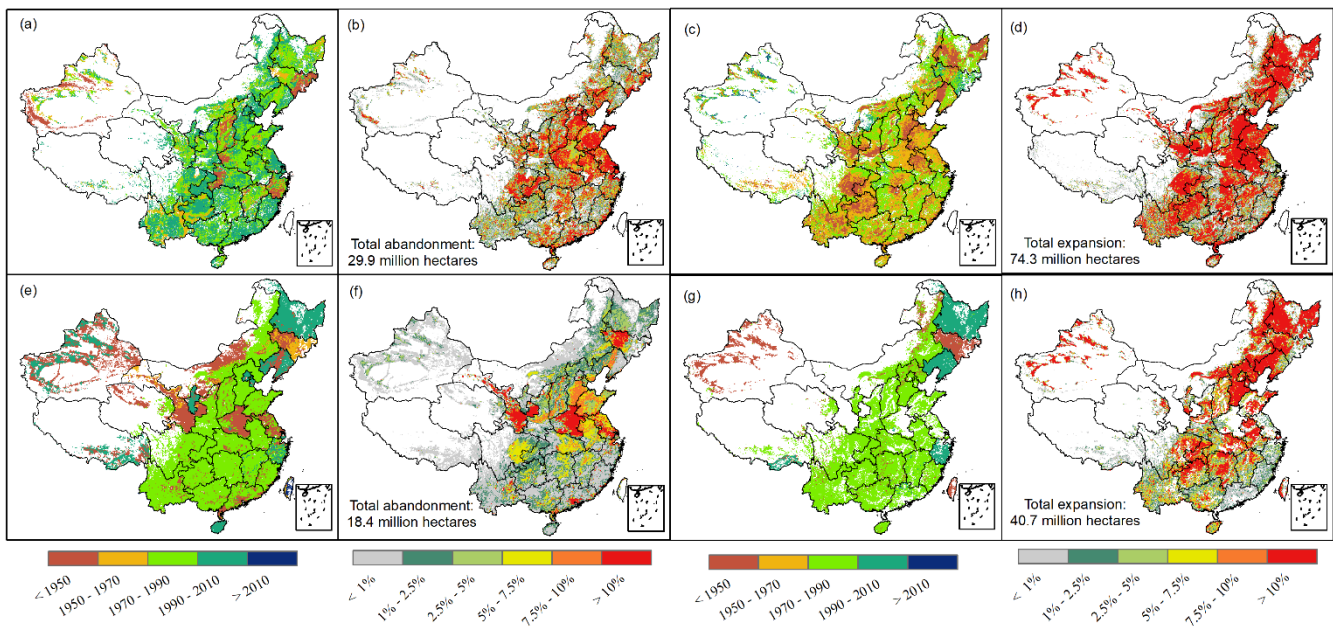 (a)
(b)
(c)
(d)
Total abandonment:
29.9 million hectares
Total expansion:
74.3 million hectares
(e)
(f)
(g)
(h)
Total abandonment:
18.4 million hectares
Total expansion:
40.7 million hectares
< 1950
1950 - 1970
1970 - 1990
1990 - 2010
> 2010
< 1%
1% - 2.5%
2.5% - 5%
5% - 7.5%
7.5% - 10%
> 10%
< 1950
1950 - 1970
1970 - 1990
1990 - 2010
> 2010
< 1%
1% - 2.5%
2.5% - 5%
5% - 7.5%
7.5% - 10%
> 10%